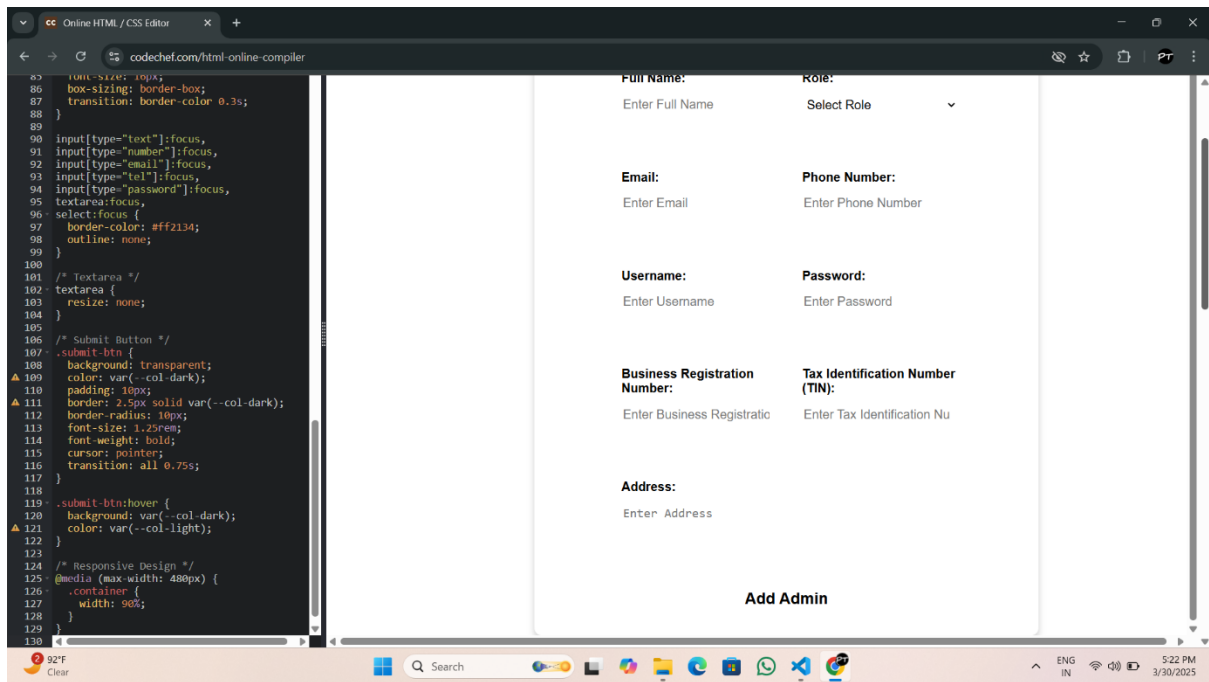 CC Online HTML / CSS Editor
codechef.com/html-online-compiler
PT
85 font-size: 16px;
86 box-sizing: border-box;
87 transition: border-color 0.3s;
88 }
89
90 input[type="text"]:focus,
91 input[type="number"]:focus,
92 input[type="email"]:focus,
93 input[type="tel"]:focus,
94 input[type="password"]:focus,
95 textarea:focus,
96 select:focus {
97 border-color: #ff2134;
98 outline: none;
99 }
100
101 /* Textarea */
102 textarea {
103 resize: none;
104 }
105
106 /* Submit Button */
107 .submit-btn {
108 background: transparent;
109 color: var(--col-dark);
110 padding: 10px;
111 border: 2.5px solid var(--col-dark);
112 border-radius: 10px;
113 font-size: 1.25rem;
114 font-weight: bold;
115 cursor: pointer;
116 transition: all 0.75s;
117 }
118
119 .submit-btn:hover {
120 background: var(--col-dark);
121 color: var(--col-light);
122 }
123
124 /* Responsive Design */
125 @media (max-width: 480px) {
126 .container {
127 width: 90%;
128 }
129 }
130
Full Name: Role:
Enter Full Name Select Role
Email: Phone Number:
Enter Email Enter Phone Number
Username: Password:
Enter Username Enter Password
Business Registration Tax Identification Number
Number: (TIN):
Enter Business Registratic Enter Tax Identification Nu
Address:
Enter Address
Add Admin
2 92°F
Clear
Search
PT
ENG
IN
5:22 PM
3/30/2025